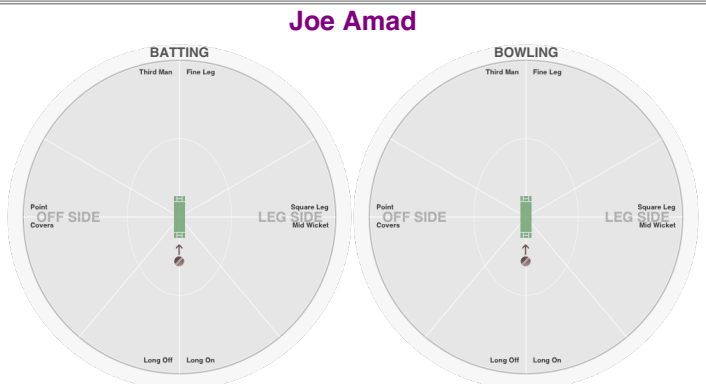 Joe Amad
BATTING
Third Man Fine Leg
Point
OFF SIDE
Covers
Square Leg
LEG SIDE
Mid Wicket
Long Off Long On
BOWLING
Third Man Fine Leg
Point
OFF SIDE
Covers
Square Leg
LEG SIDE
Mid Wicket
Long Off Long On